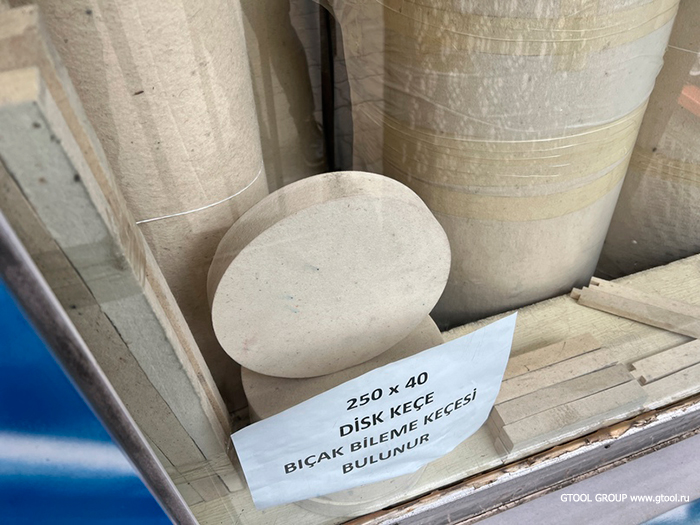 250 x 40
DİSK KEÇE
BIÇAK BİLEME KEÇESİ
BULUNUR
GTOOL GROUP www.gtool.ru